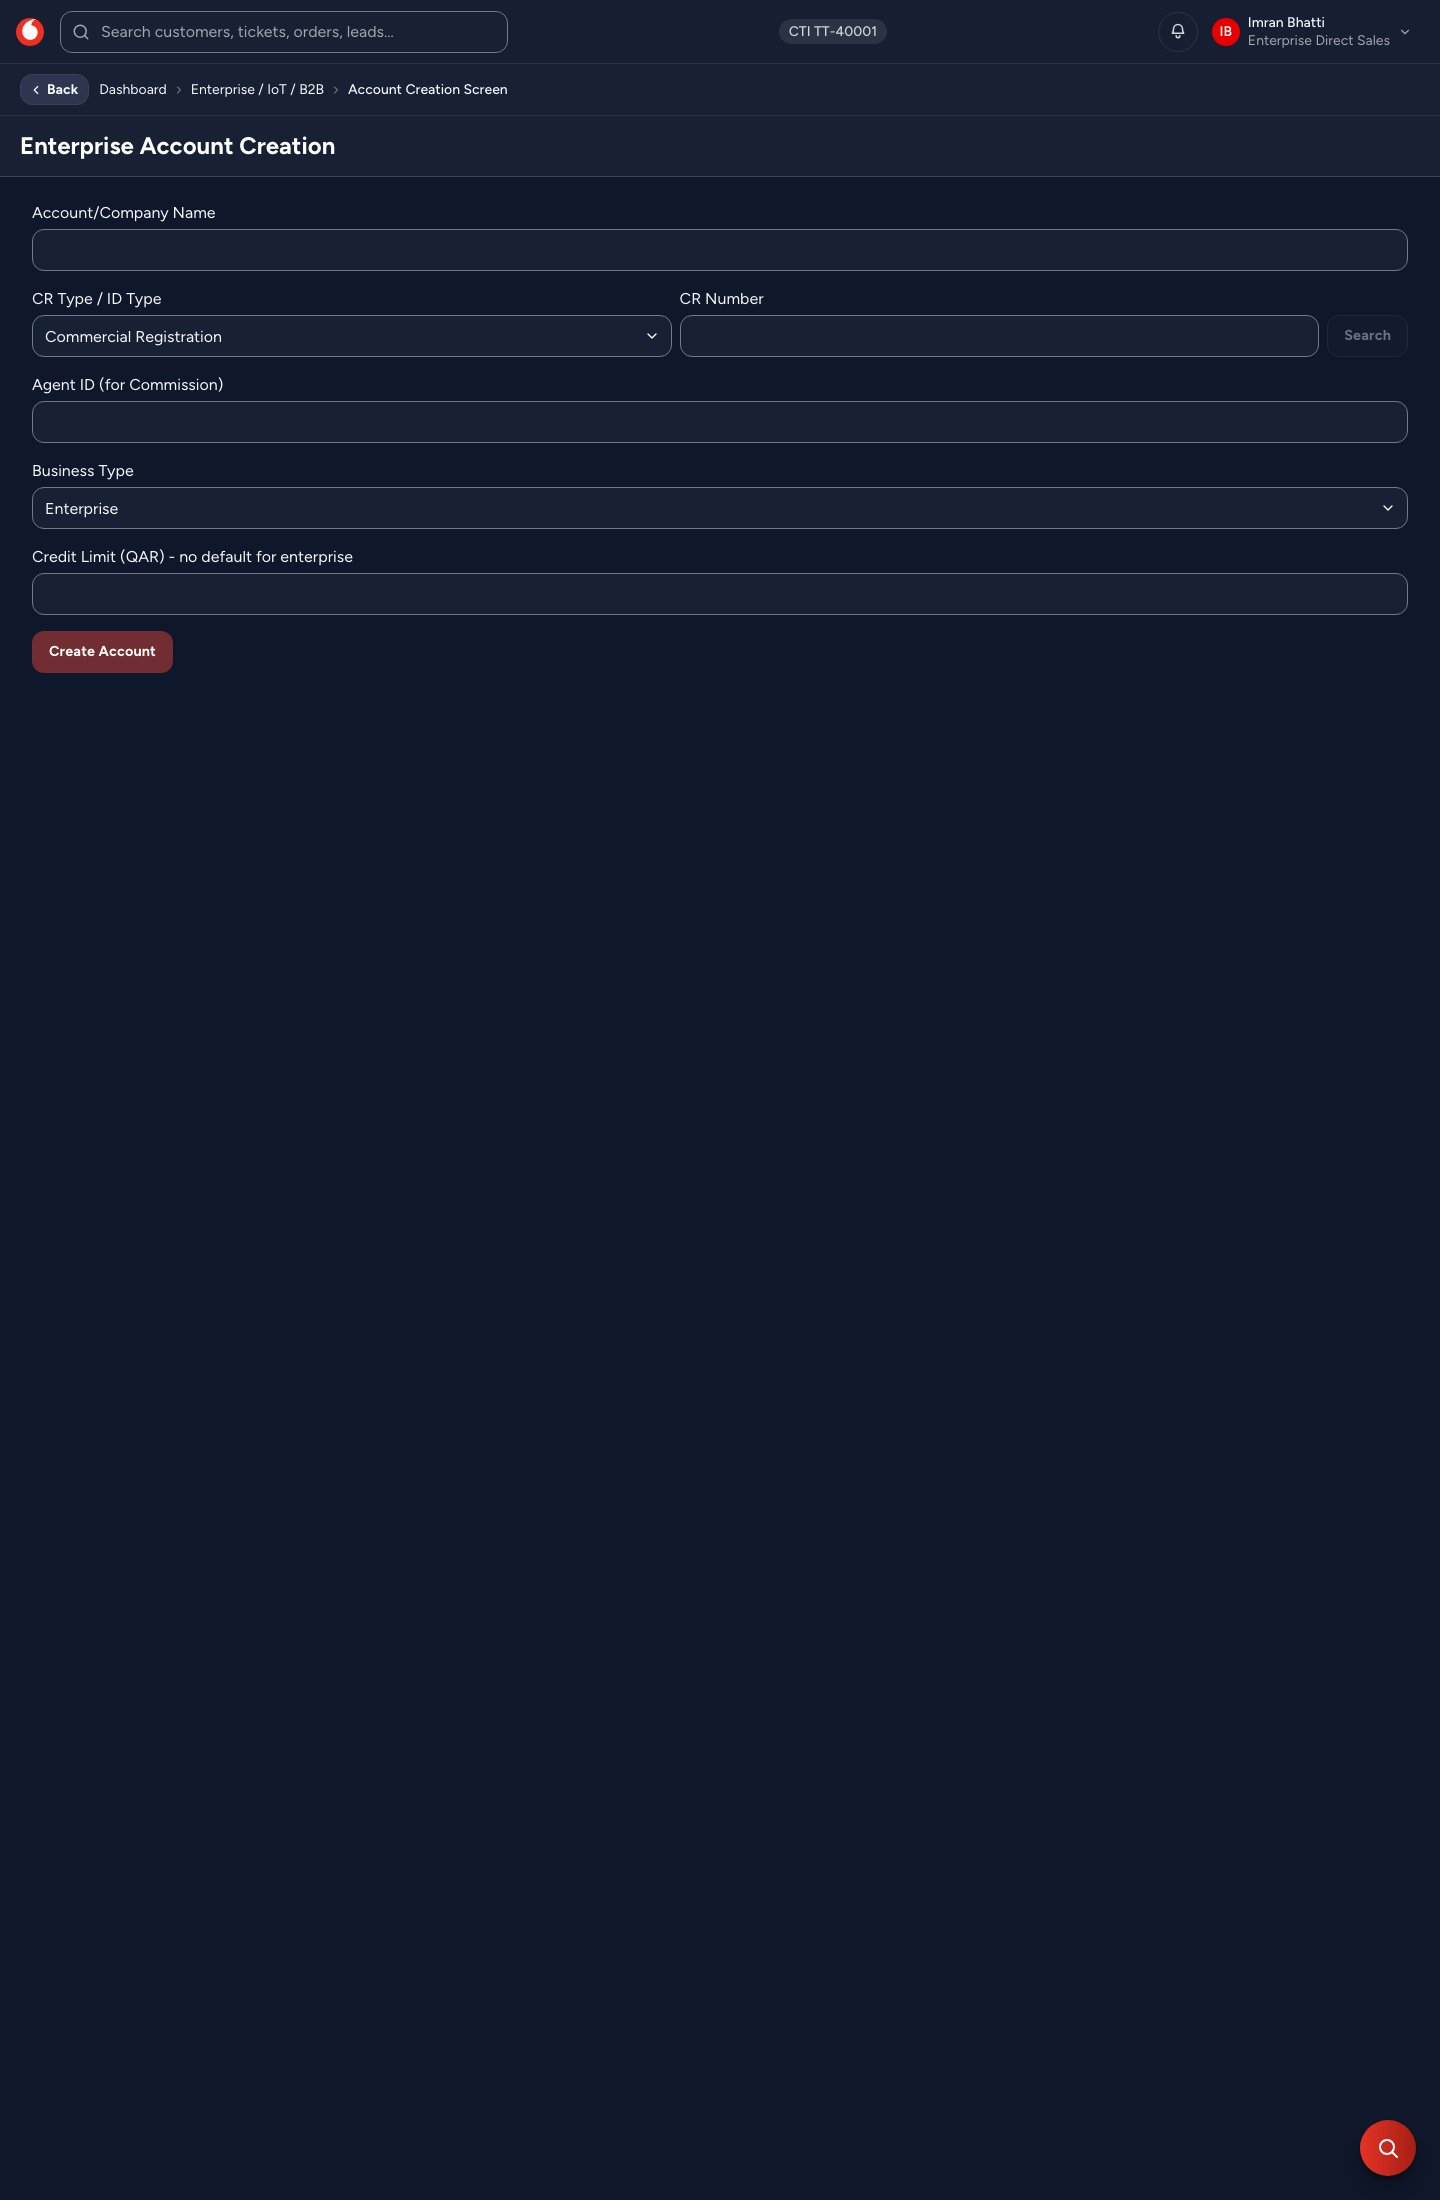 Search customers, tickets, orders, leads...
CTI TT-40001
IB
Imran Bhatti
Enterprise Direct Sales
Back
Dashboard
Enterprise / IoT / B2B
Account Creation Screen
Enterprise Account Creation
Account/Company Name
CR Type / ID Type
CR Number
Commercial Registration
Search
Agent ID (for Commission)
Business Type
Enterprise
Credit Limit (QAR) - no default for enterprise
Create Account